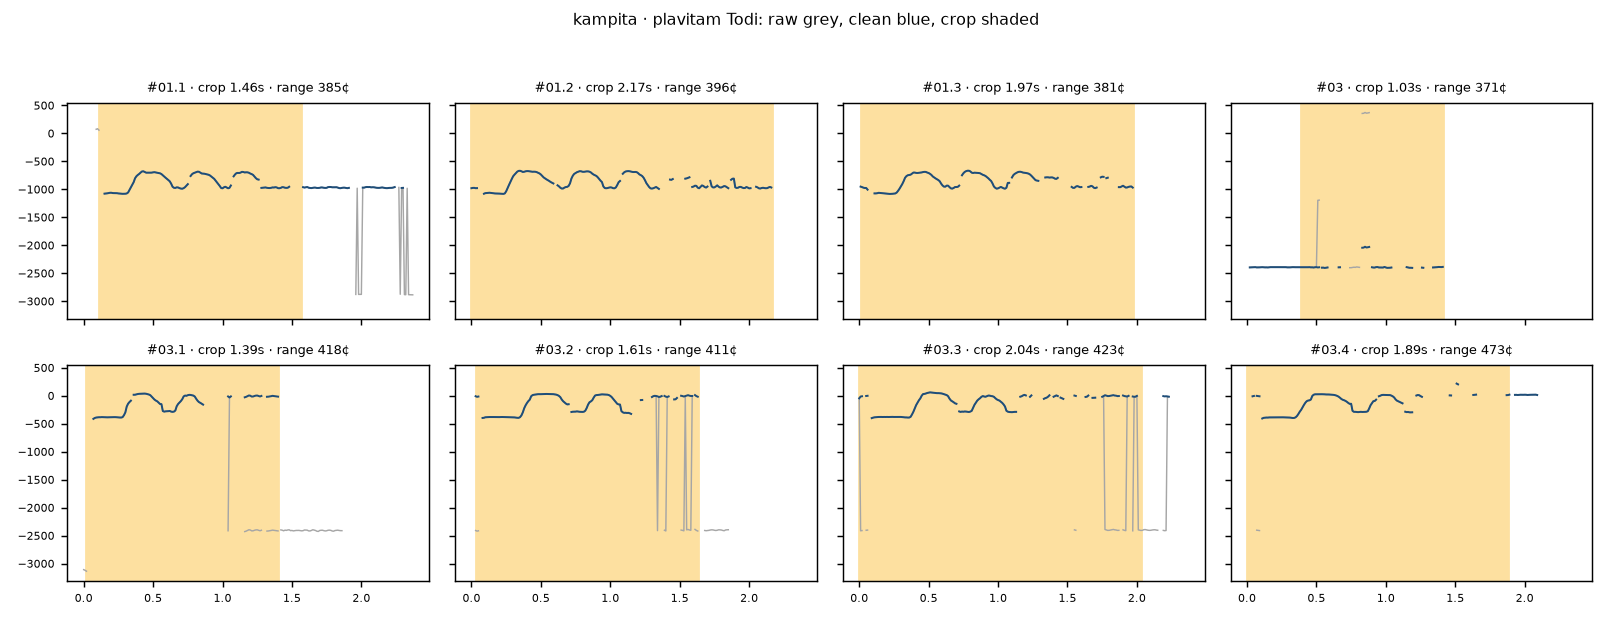 kampita · plavitam Todi: raw grey, clean blue, crop shaded
#01.1 · crop 1.46s · range 385¢
#01.2 · crop 2.17s · range 396¢
#01.3 · crop 1.97s · range 381¢
#03 · crop 1.03s · range 371¢
500
0
−500
−1000
−1500
−2000
−2500
−3000
#03.1 · crop 1.39s · range 418¢
#03.2 · crop 1.61s · range 411¢
#03.3 · crop 2.04s · range 423¢
#03.4 · crop 1.89s · range 473¢
500
0
−500
−1000
−1500
−2000
−2500
−3000
0.0 0.5 1.0 1.5 2.0
0.0 0.5 1.0 1.5 2.0
0.0 0.5 1.0 1.5 2.0
0.0 0.5 1.0 1.5 2.0